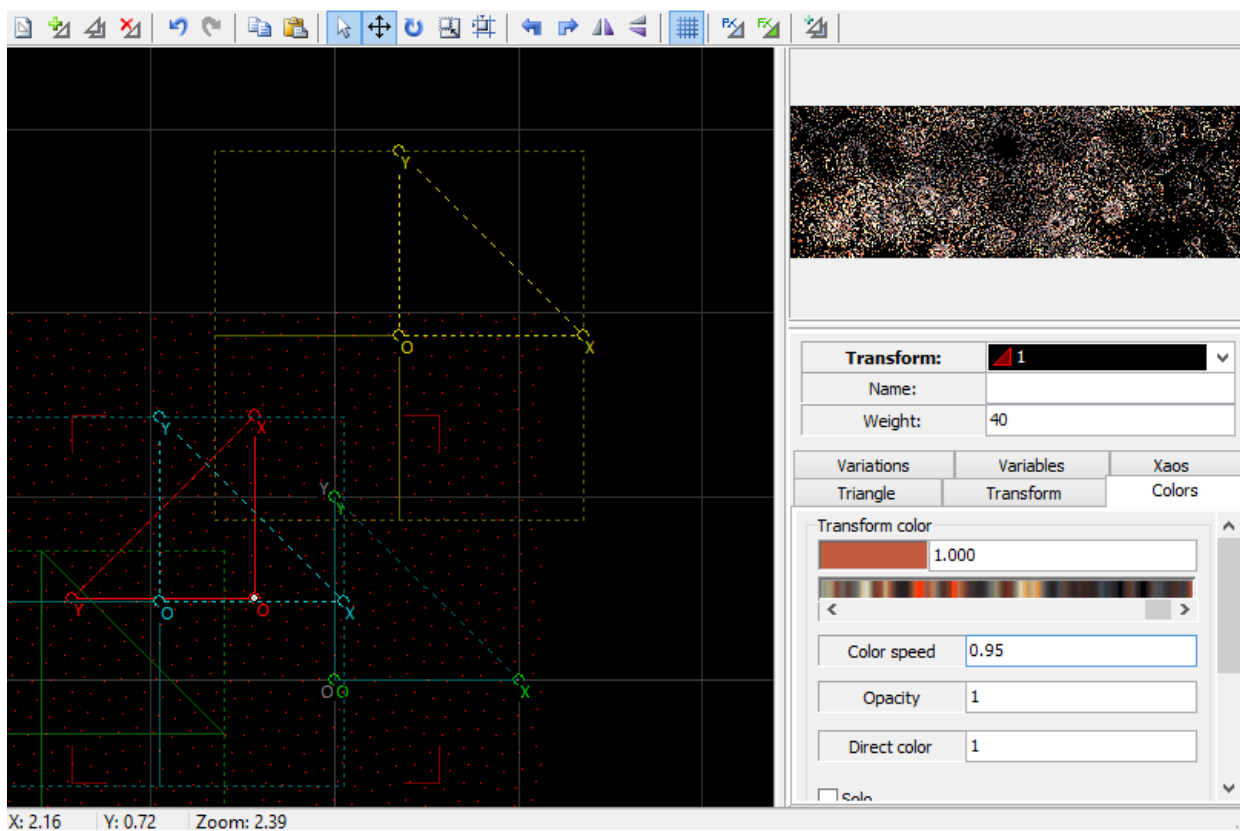 Y
X
O
Transform: 1
Name:
Weight: 40
Variations Variables Xaos
Triangle Transform Colors
Transform color
1.000
Color speed 0.95
Opacity 1
Direct color 1
Solo
Y X
Y Y
Y O O X
O O X
X: 2.16 Y: 0.72 Zoom: 2.39